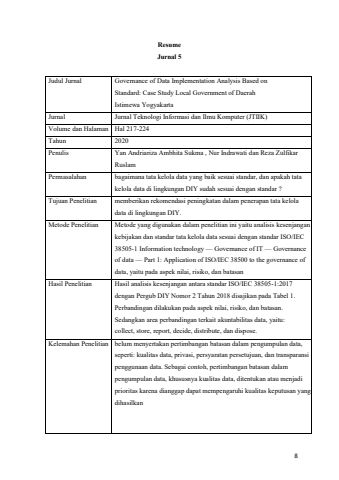 Resume
Jurnal 5
Judul Jurnal
Governance of Data Implementation Analysis Based on
Standard: Case Study Local Government of Daerah
Istimewa Yogyakarta
Jurnal
Jurnal Teknologi Informasi dan Ilmu Komputer (JTIIK)
Volume dan Halaman
Hal 217-224
Tahun
2020
Penulis
Yan Andriariza Ambhita Sukma , Nur Indrawati dan Reza Zulfikar
Ruslam
Permasalahan
bagaimana tata kelola data yang baik sesuai standar, dan apakah tata
kelola data di lingkungan DIY sudah sesuai dengan standar ?
Tujuan Penelitian
memberikan rekomendasi peningkatan dalam penerapan tata kelola
data di lingkungan DIY.
Metode Penelitian
Metode yang digunakan dalam penelitian ini yaitu analisis kesenjangan
kebijakan dan standar tata kelola data sesuai dengan standar ISO/IEC
38505-1 Information technology — Governance of IT — Governance
of data — Part 1: Application of ISO/IEC 38500 to the governance of
data, yaitu pada aspek nilai, risiko, dan batasan
Hasil Penelitian
Hasil analisis kesenjangan antara standar ISO/IEC 38505-1:2017
dengan Pergub DIY Nomor 2 Tahun 2018 disajikan pada Tabel 1.
Perbandingan dilakukan pada aspek nilai, risiko, dan batasan.
Sedangkan area perbandingan terkait akuntabilitas data, yaitu:
collect, store, report, decide, distribute, dan dispose.
Kelemahan Penelitian
belum menyertakan pertimbangan batasan dalam pengumpulan data,
seperti: kualitas data, privasi, persyaratan persetujuan, dan transparansi
penggunaan data. Sebagai contoh, pertimbangan batasan dalam
pengumpulan data, khususnya kualitas data, ditentukan atau menjadi
prioritas karena dianggap dapat mempengaruhi kualitas keputusan yang
dihasilkan
8